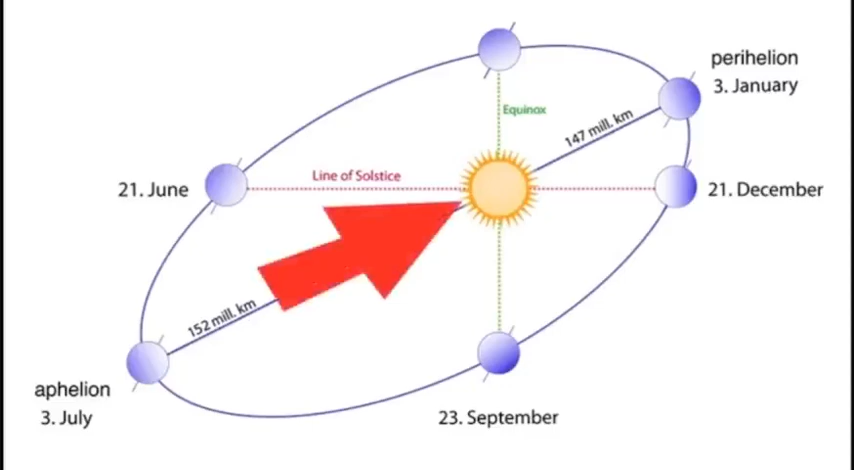 perihelion
3. January
Equinox
147 mill. km
Line of Solstice
21. June
21. December
152 mill. km
aphelion
3. July
23. September